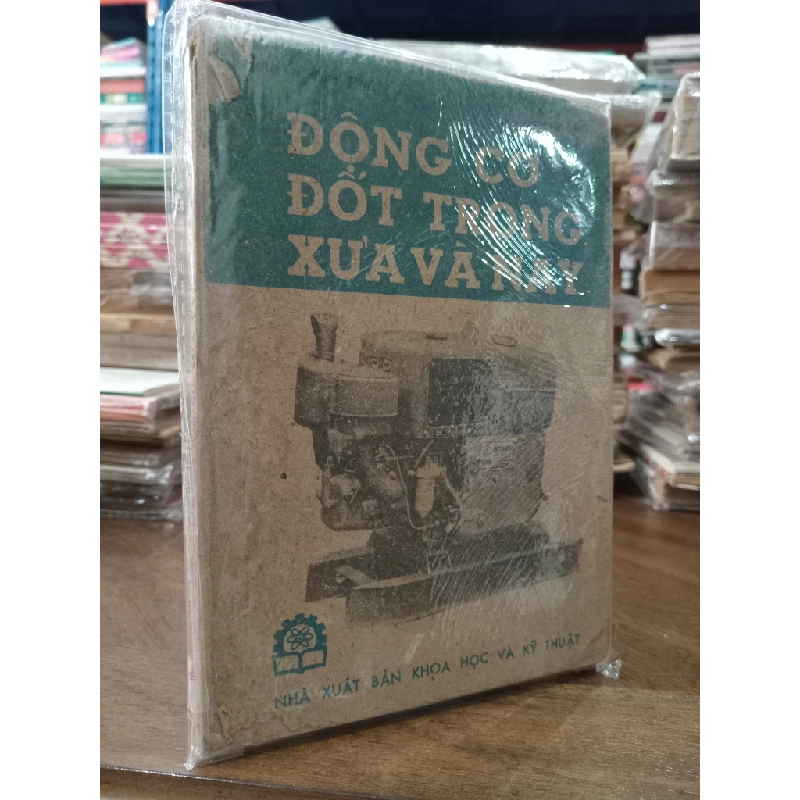 ĐỘNG CƠ
ĐỐT TRONG
XƯA VÀ NAY
NHÀ XUẤT BẢN KHOA HỌC VÀ KỸ THUẬT